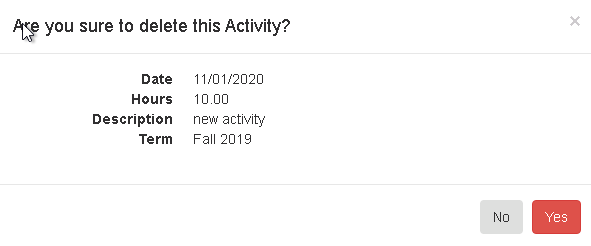 Are you sure to delete this Activity? ×
Date 11/01/2020
Hours 10.00
Description new activity
Term Fall 2019
No Yes